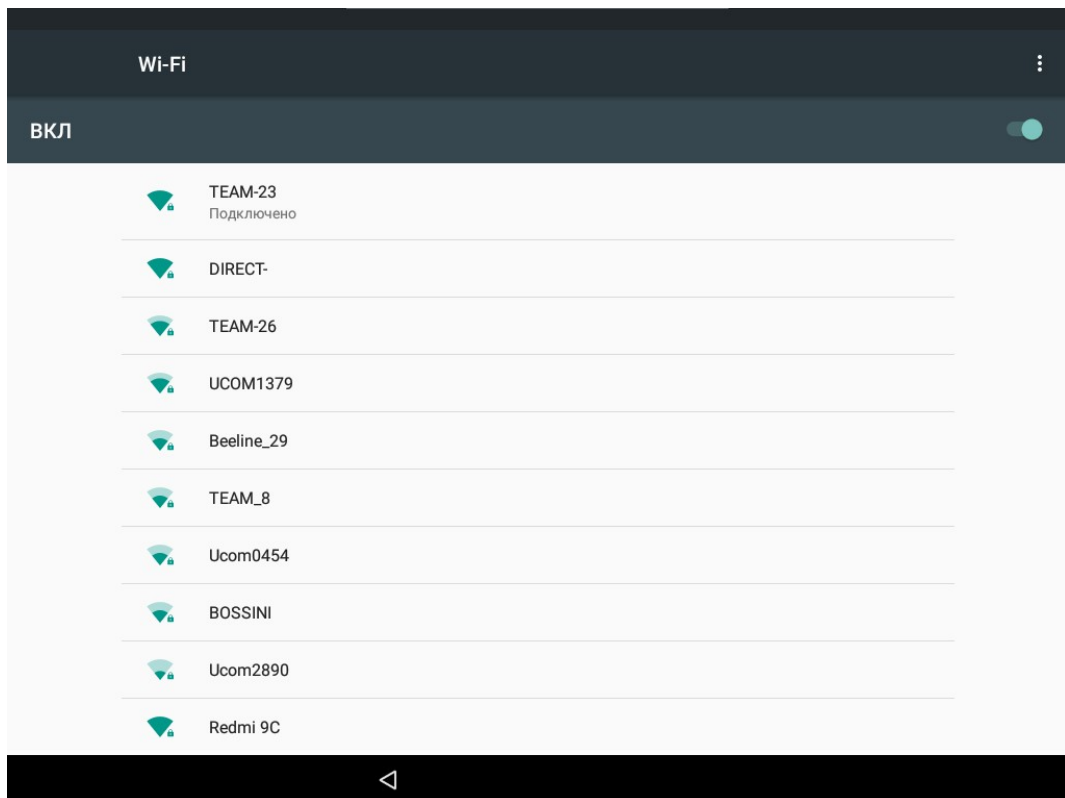 Wi-Fi
ВКЛ
TEAM-23
Подключено
DIRECT-
TEAM-26
UCOM1379
Beeline_29
TEAM_8
Ucom0454
BOSSINI
Ucom2890
Redmi 9C